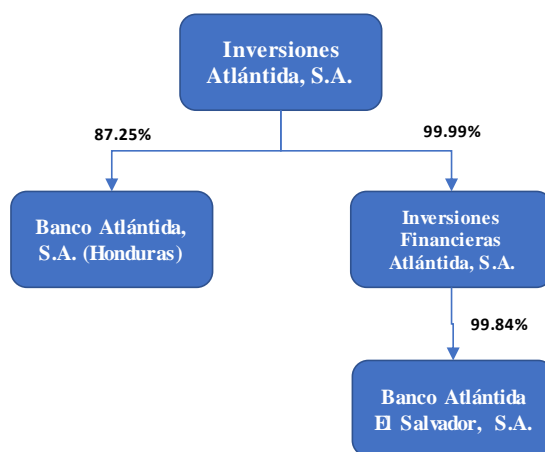 Inversiones
Atlántida, S.A.
87.25%
99.99%
Banco Atlántida,
S.A. (Honduras)
Inversiones
Financieras
Atlántida, S.A.
99.84%
Banco Atlántida
El Salvador, S.A.